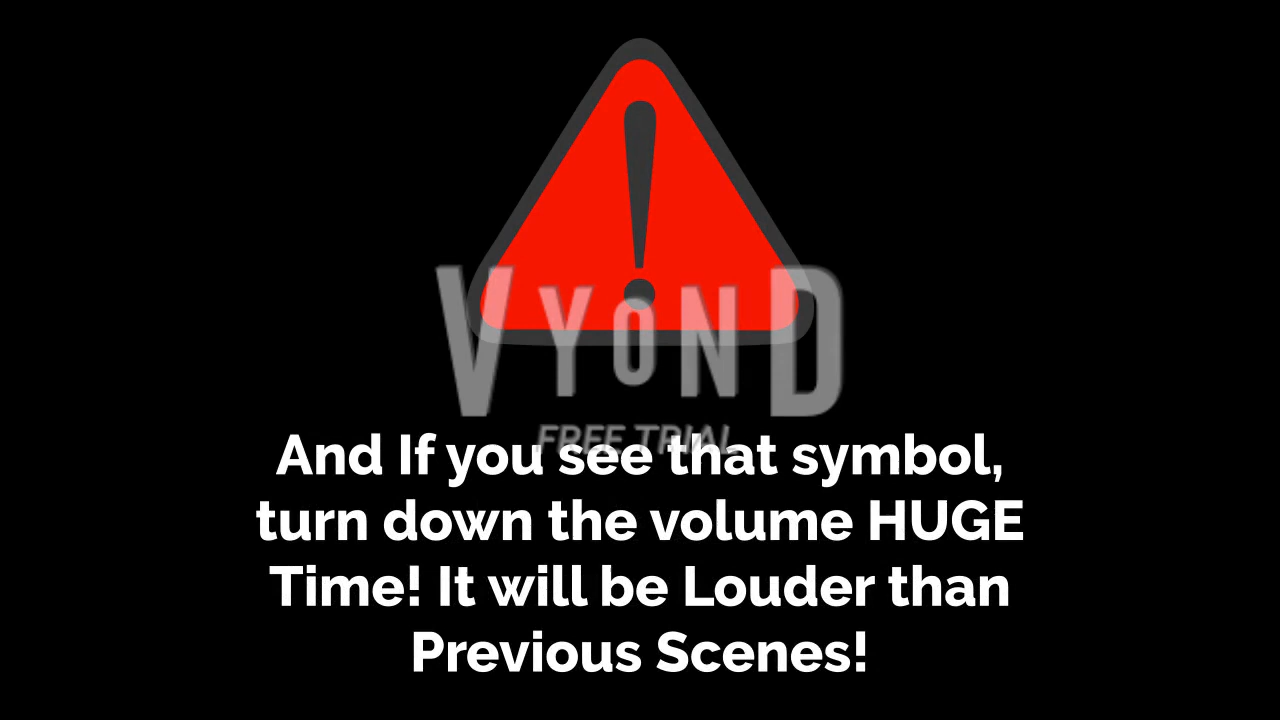 VYOND
FREE TRIAL
And If you see that symbol,
turn down the volume HUGE
Time! It will be Louder than
Previous Scenes!